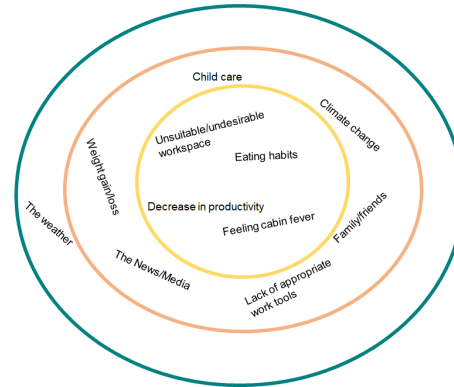 Child care
Climate change
Unsuitable/undesirable
workspace
Eating habits
Weight gain/loss
Decrease in productivity
Feeling cabin fever
Family/friends
The weather
The News/Media
Lack of appropriate
work tools